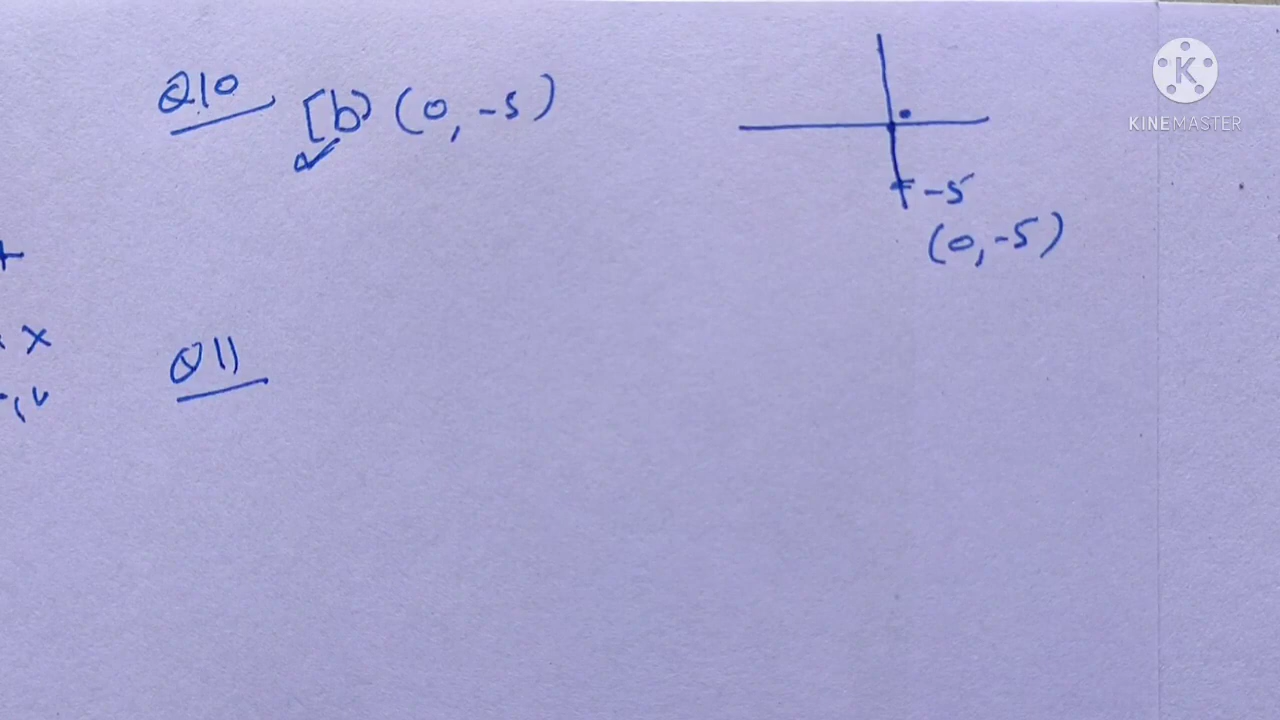 Q10 [b) (0, -5)
-5
(0, -5)
x
Q11
K
KINEMASTER